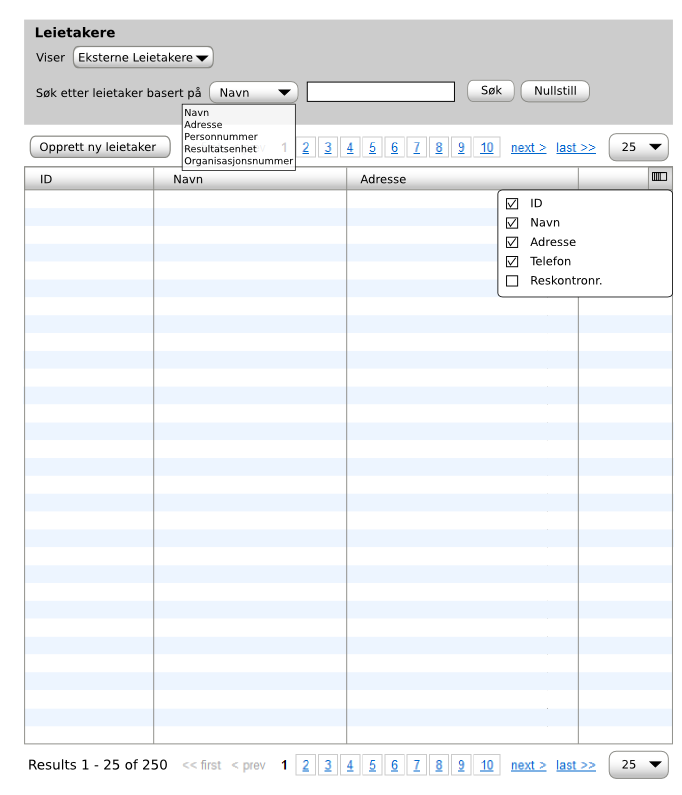 Leietakere
Viser Eksterne Leietakere
Søk etter leietaker basert på Navn Søk Nullstill
Navn
Adresse
Personnummer
Resultatsenhet
Organisasjonsnummer
Opprett ny leietaker 1 2 3 4 5 6 7 8 9 10 next > last >> 25
ID Navn Adresse
ID
Navn
Adresse
Telefon
Reskontronr.
Results 1 - 25 of 250 << first < prev 1 2 3 4 5 6 7 8 9 10 next > last >> 25